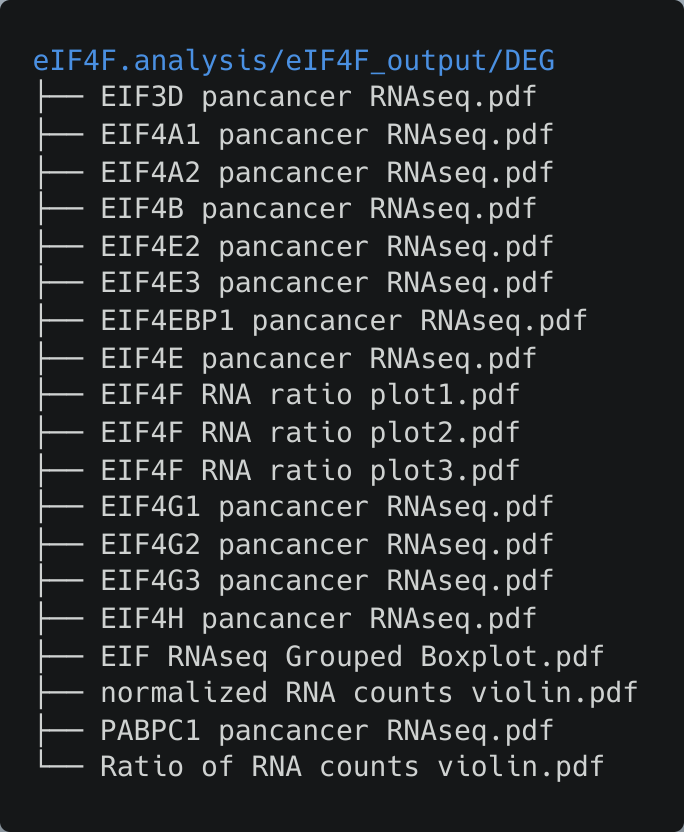 eIF4F.analysis/eIF4F_output/DEG
├── EIF3D pancancer RNAseq.pdf
├── EIF4A1 pancancer RNAseq.pdf
├── EIF4A2 pancancer RNAseq.pdf
├── EIF4B pancancer RNAseq.pdf
├── EIF4E2 pancancer RNAseq.pdf
├── EIF4E3 pancancer RNAseq.pdf
├── EIF4EBP1 pancancer RNAseq.pdf
├── EIF4E pancancer RNAseq.pdf
├── EIF4F RNA ratio plot1.pdf
├── EIF4F RNA ratio plot2.pdf
├── EIF4F RNA ratio plot3.pdf
├── EIF4G1 pancancer RNAseq.pdf
├── EIF4G2 pancancer RNAseq.pdf
├── EIF4G3 pancancer RNAseq.pdf
├── EIF4H pancancer RNAseq.pdf
├── EIF RNAseq Grouped Boxplot.pdf
├── normalized RNA counts violin.pdf
├── PABPC1 pancancer RNAseq.pdf
└── Ratio of RNA counts violin.pdf